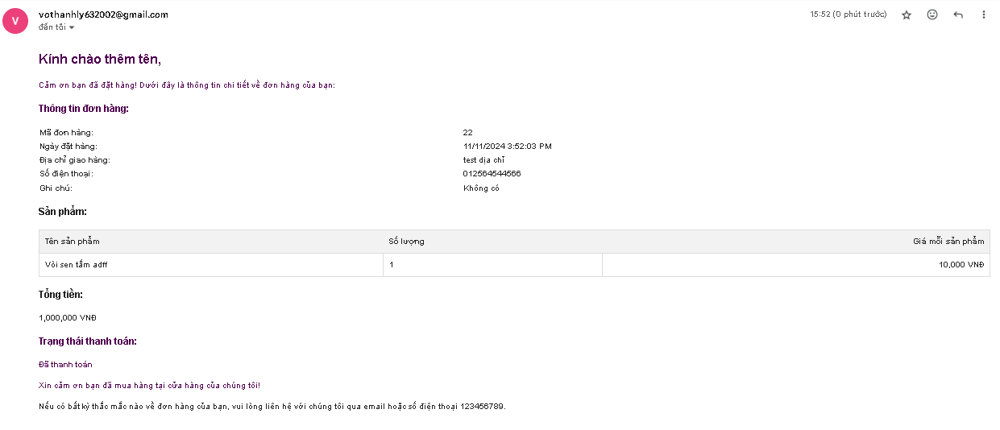 V
vothanhly632002@gmail.com
15:52 (0 phút trước)
đến tôi
Kính chào thêm tên,
Cảm ơn bạn đã đặt hàng! Dưới đây là thông tin chi tiết về đơn hàng của bạn:
Thông tin đơn hàng:
Mã đơn hàng: 22
Ngày đặt hàng: 11/11/2024 3:52:03 PM
Địa chỉ giao hàng: test địa chỉ
Số điện thoại: 012564544566
Ghi chú: Không có
Sản phẩm:
Tên sản phẩm Số lượng Giá mỗi sản phẩm
Vòi sen tắm adff 1 10,000 VNĐ
Tổng tiền:
1,000,000 VNĐ
Trạng thái thanh toán:
Đã thanh toán
Xin cảm ơn bạn đã mua hàng tại cửa hàng của chúng tôi!
Nếu có bất kỳ thắc mắc nào về đơn hàng của bạn, vui lòng liên hệ với chúng tôi qua email hoặc số điện thoại 123456789.